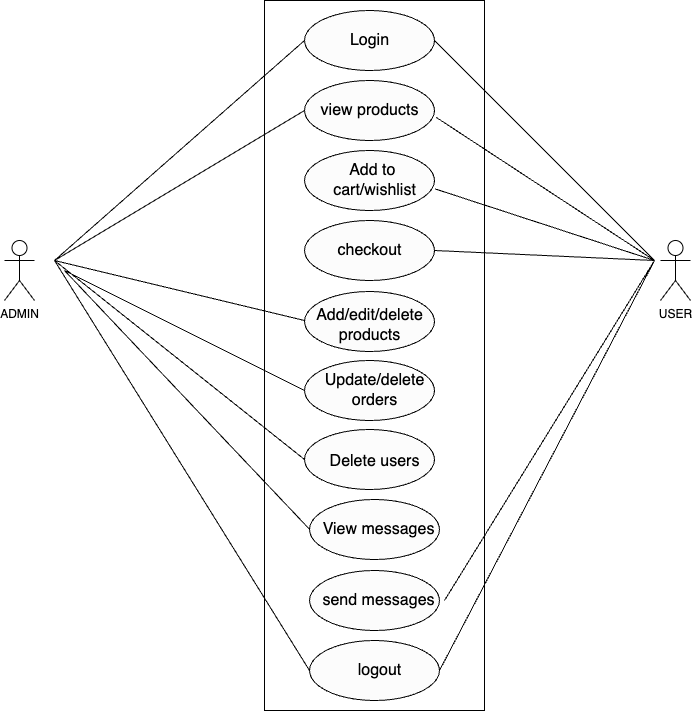 Login
view products
Add to
cart/wishlist
checkout
ADMIN
USER
Add/edit/delete
products
Update/delete
orders
Delete users
View messages
send messages
logout